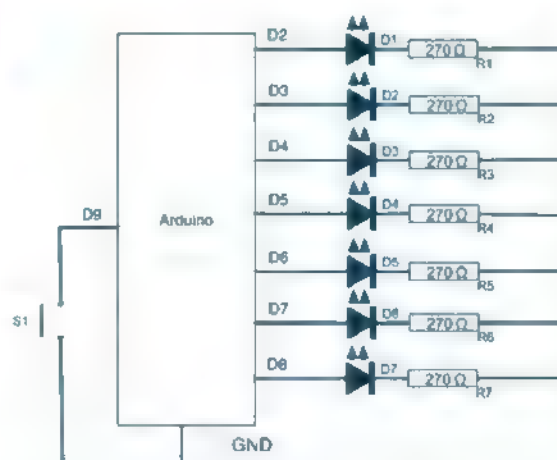 D2 D1 270 Ω R1
D3 D2 270 Ω R2
D4 D3 270 Ω R3
D5 D4 270 Ω R4
D9 Arduino
D6 D5 270 Ω R5
S1
D7 D6 270 Ω R6
D8 D7 270 Ω R7
GND